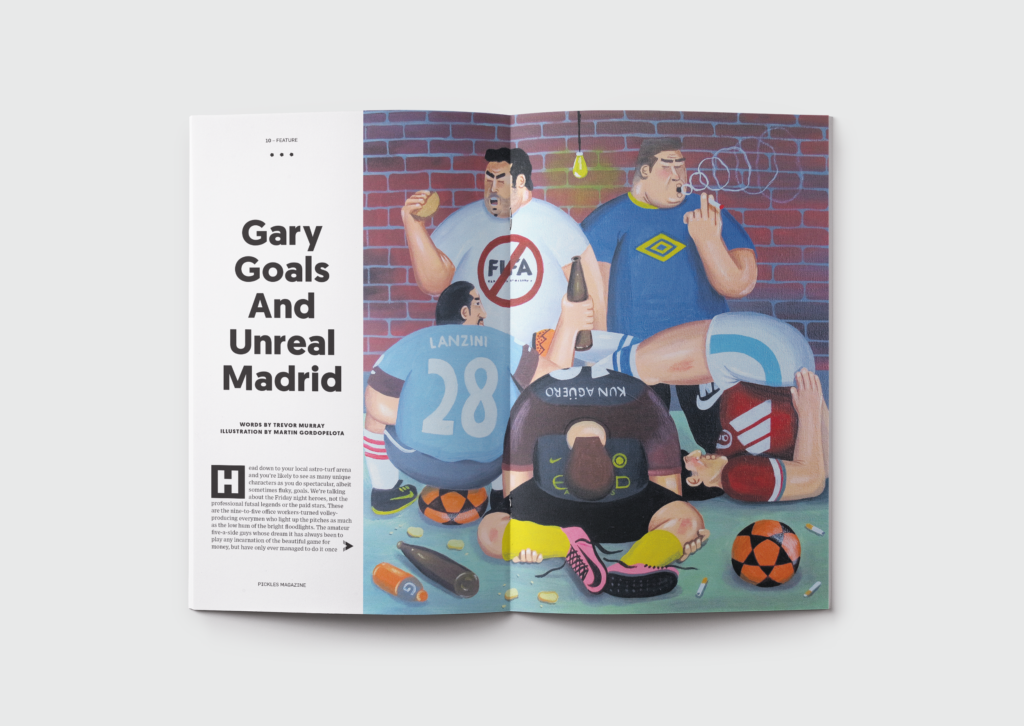 10 - FEATURE
Gary
Goals
And
Unreal
Madrid
WORDS BY TREVOR MURRAY
ILLUSTRATION BY MARTIN GORDOPELOTA
Head down to your local astro-turf arena
and you're likely to see as many unique
characters as you do spectacular, albeit
sometimes fluky, goals. We're talking
about the Friday night heroes, not the
professional futsal legends or the paid stars. These
are the nine-to-five office workers-turned volley-
producing everymen who light up the pitches as much
as the low hum of the bright floodlights. The amateur
five-a-side guys whose dream it has always been to
play any incarnation of the beautiful game for
money, but have only ever managed to do it once
PICKLES MAGAZINE
FIFA
LANZINI
28
KUN AGÜERO
G